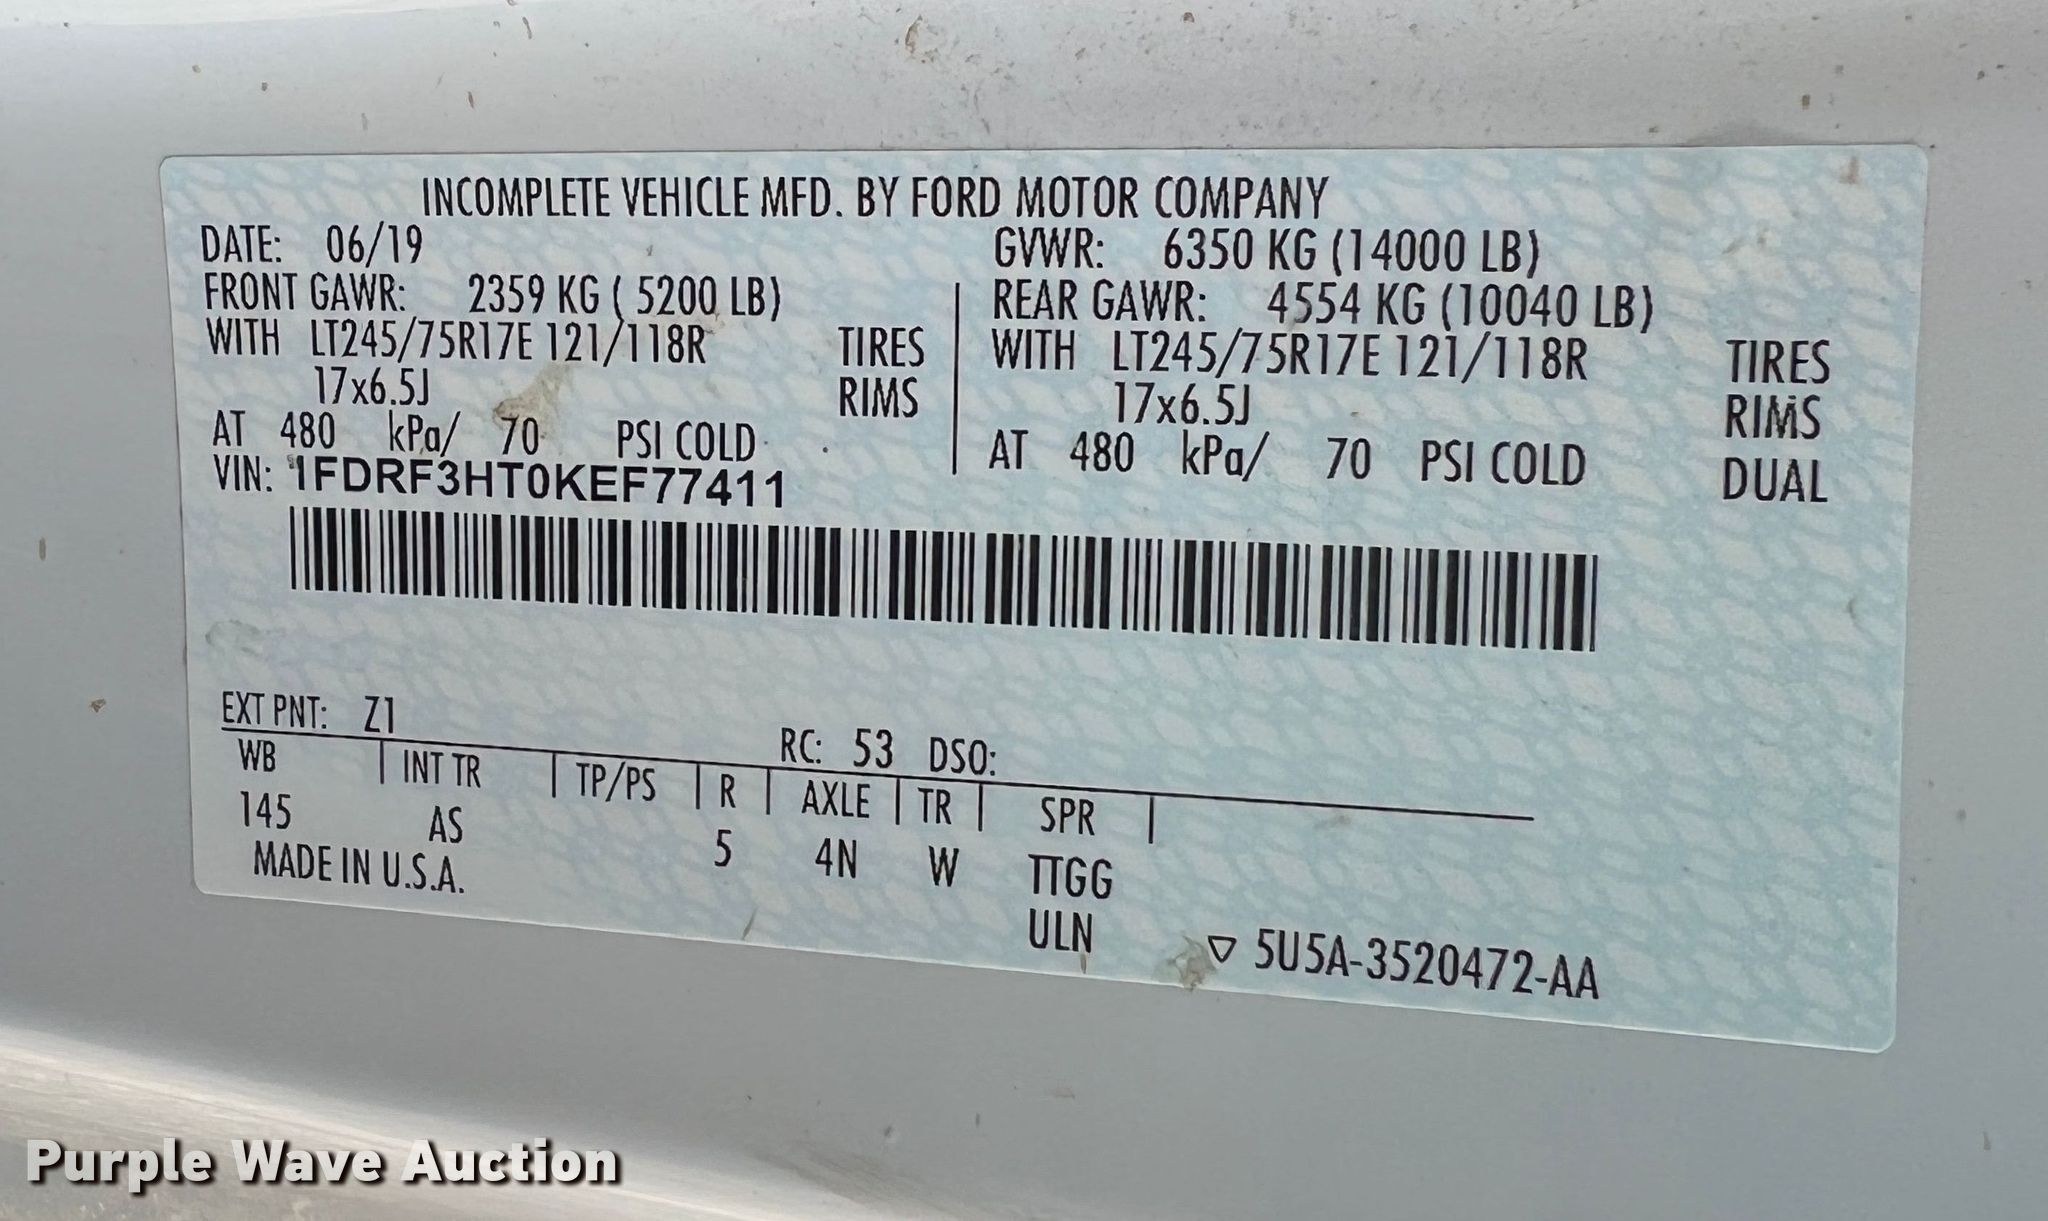 INCOMPLETE VEHICLE MFD. BY FORD MOTOR COMPANY
DATE: 06/19 GVWR: 6350 KG (14000 LB)
FRONT GAWR: 2359 KG ( 5200 LB) REAR GAWR: 4554 KG (10040 LB)
WITH LT245/75R17E 121/118R TIRES WITH LT245/75R17E 121/118R TIRES
17x6.5J RIMS 17x6.5J RIMS
AT 480 kPa/ 70 PSI COLD AT 480 kPa/ 70 PSI COLD DUAL
VIN: 1FDRF3HT0KEF77411
EXT PNT: Z1 RC: 53 DSO:
WB INT TR TP/PS R AXLE TR SPR
145 AS 5 4N W TTGG
MADE IN U.S.A. ULN
5U5A-3520472-AA
Purple Wave Auction